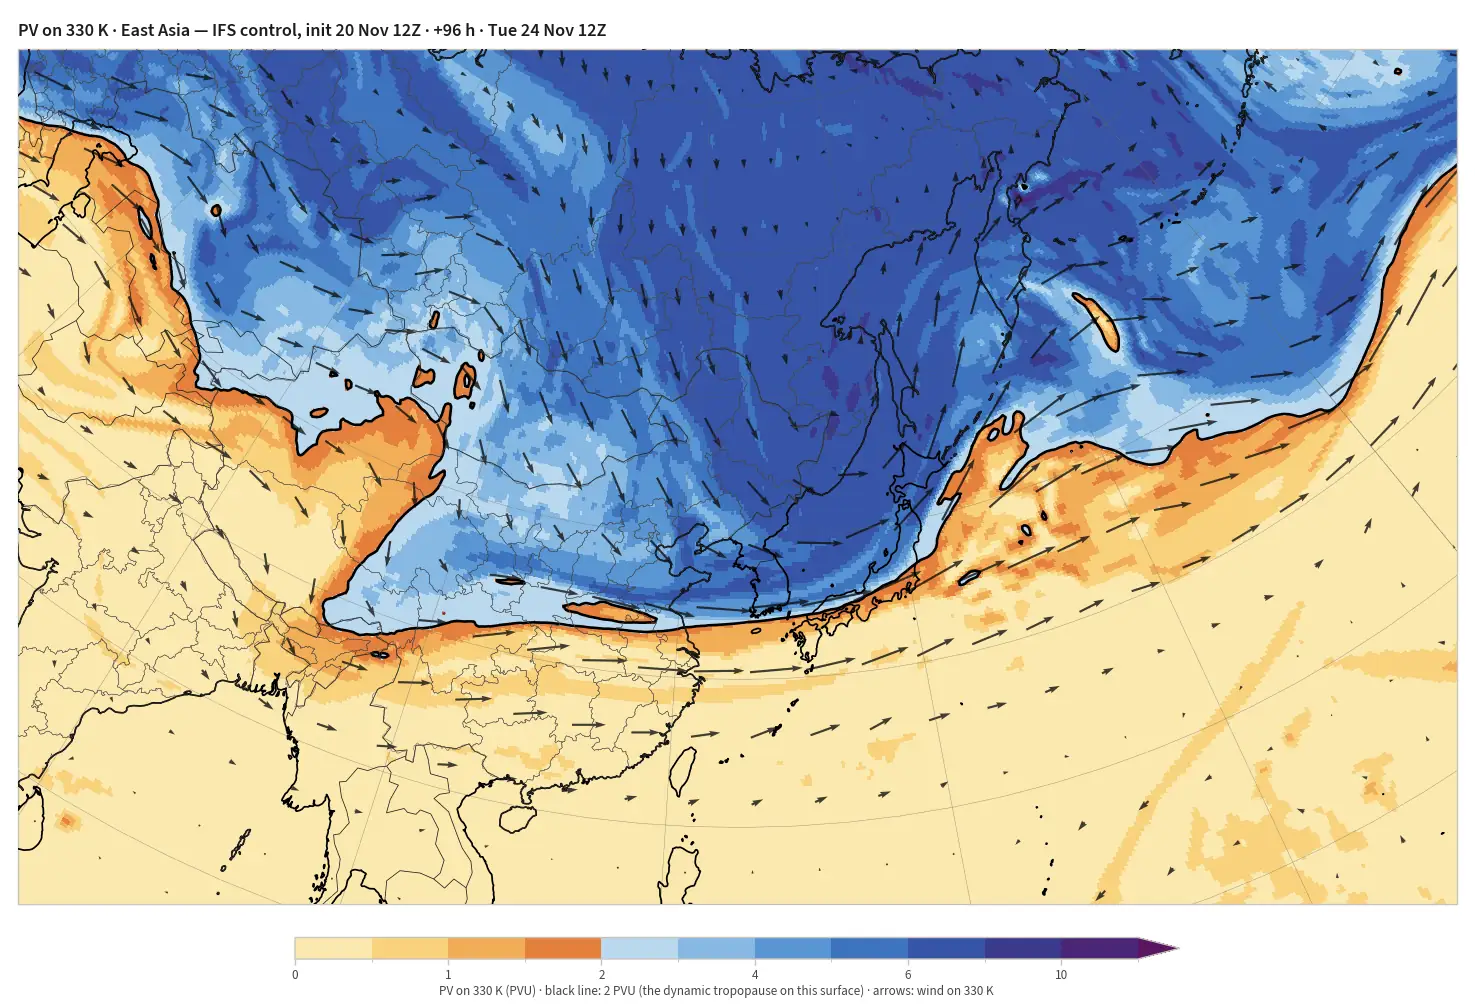 PV on 330 K · East Asia — IFS control, init 20 Nov 12Z · +96 h · Tue 24 Nov 12Z
0 1 2 4 6 10
PV on 330 K (PVU) · black line: 2 PVU (the dynamic tropopause on this surface) · arrows: wind on 330 K